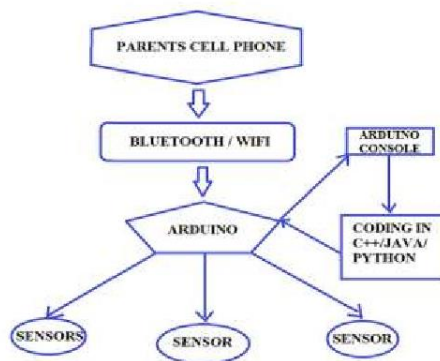 PARENTS CELL PHONE
BLUETOOTH / WIFI
ARDUINO
CONSOLE
ARDUINO
CODING IN
C++/JAVA/
PYTHON
SENSORS
SENSOR
SENSOR